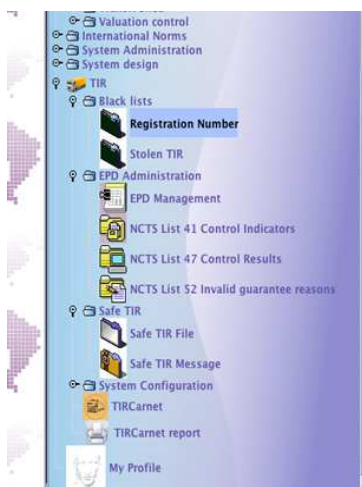 Valuation control
International Norms
System Administration
System design
TIR
Black lists
Registration Number
Stolen TIR
EPD Administration
EPD Management
NCTS List 41 Control Indicators
NCTS List 47 Control Results
NCTS List 52 Invalid guarantee reasons
Safe TIR
Safe TIR File
Safe TIR Message
System Configuration
TIRCarnet
TIRCarnet report
My Profile